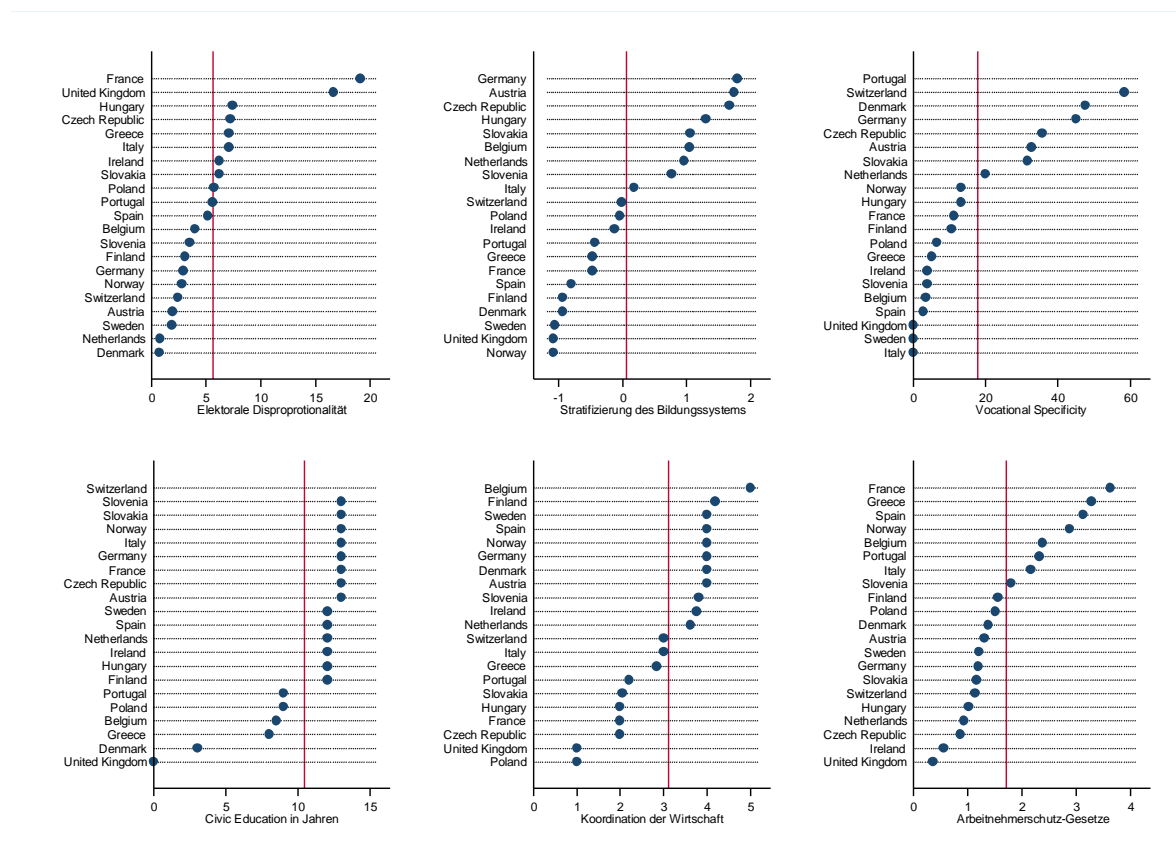 France
United Kingdom
Hungary
Czech Republic
Greece
Italy
Ireland
Slovakia
Poland
Portugal
Spain
Belgium
Slovenia
Finland
Germany
Norway
Switzerland
Austria
Sweden
Netherlands
Denmark
0 5 10 15 20
Elektorale Disproprotionalität
Germany
Austria
Czech Republic
Hungary
Slovakia
Belgium
Netherlands
Slovenia
Italy
Switzerland
Poland
Ireland
Portugal
Greece
France
Spain
Finland
Denmark
Sweden
United Kingdom
Norway
-1 0 1 2
Stratifizierung des Bildungssystems
Portugal
Switzerland
Denmark
Germany
Czech Republic
Austria
Slovakia
Netherlands
Norway
Hungary
France
Finland
Poland
Greece
Ireland
Slovenia
Belgium
Spain
United Kingdom
Sweden
Italy
0 20 40 60
Vocational Specificity
Switzerland
Slovenia
Slovakia
Norway
Italy
Germany
France
Czech Republic
Austria
Sweden
Spain
Netherlands
Ireland
Hungary
Finland
Portugal
Poland
Belgium
Greece
Denmark
United Kingdom
0 5 10 15
Civic Education in Jahren
Belgium
Finland
Sweden
Spain
Norway
Germany
Denmark
Austria
Slovenia
Ireland
Netherlands
Switzerland
Italy
Greece
Portugal
Slovakia
Hungary
France
Czech Republic
United Kingdom
Poland
0 1 2 3 4 5
Koordination der Wirtschaft
France
Greece
Spain
Norway
Belgium
Portugal
Italy
Slovenia
Finland
Poland
Denmark
Austria
Sweden
Germany
Slovakia
Switzerland
Hungary
Netherlands
Czech Republic
Ireland
United Kingdom
0 1 2 3 4
Arbeitnehmerschutz-Gesetze